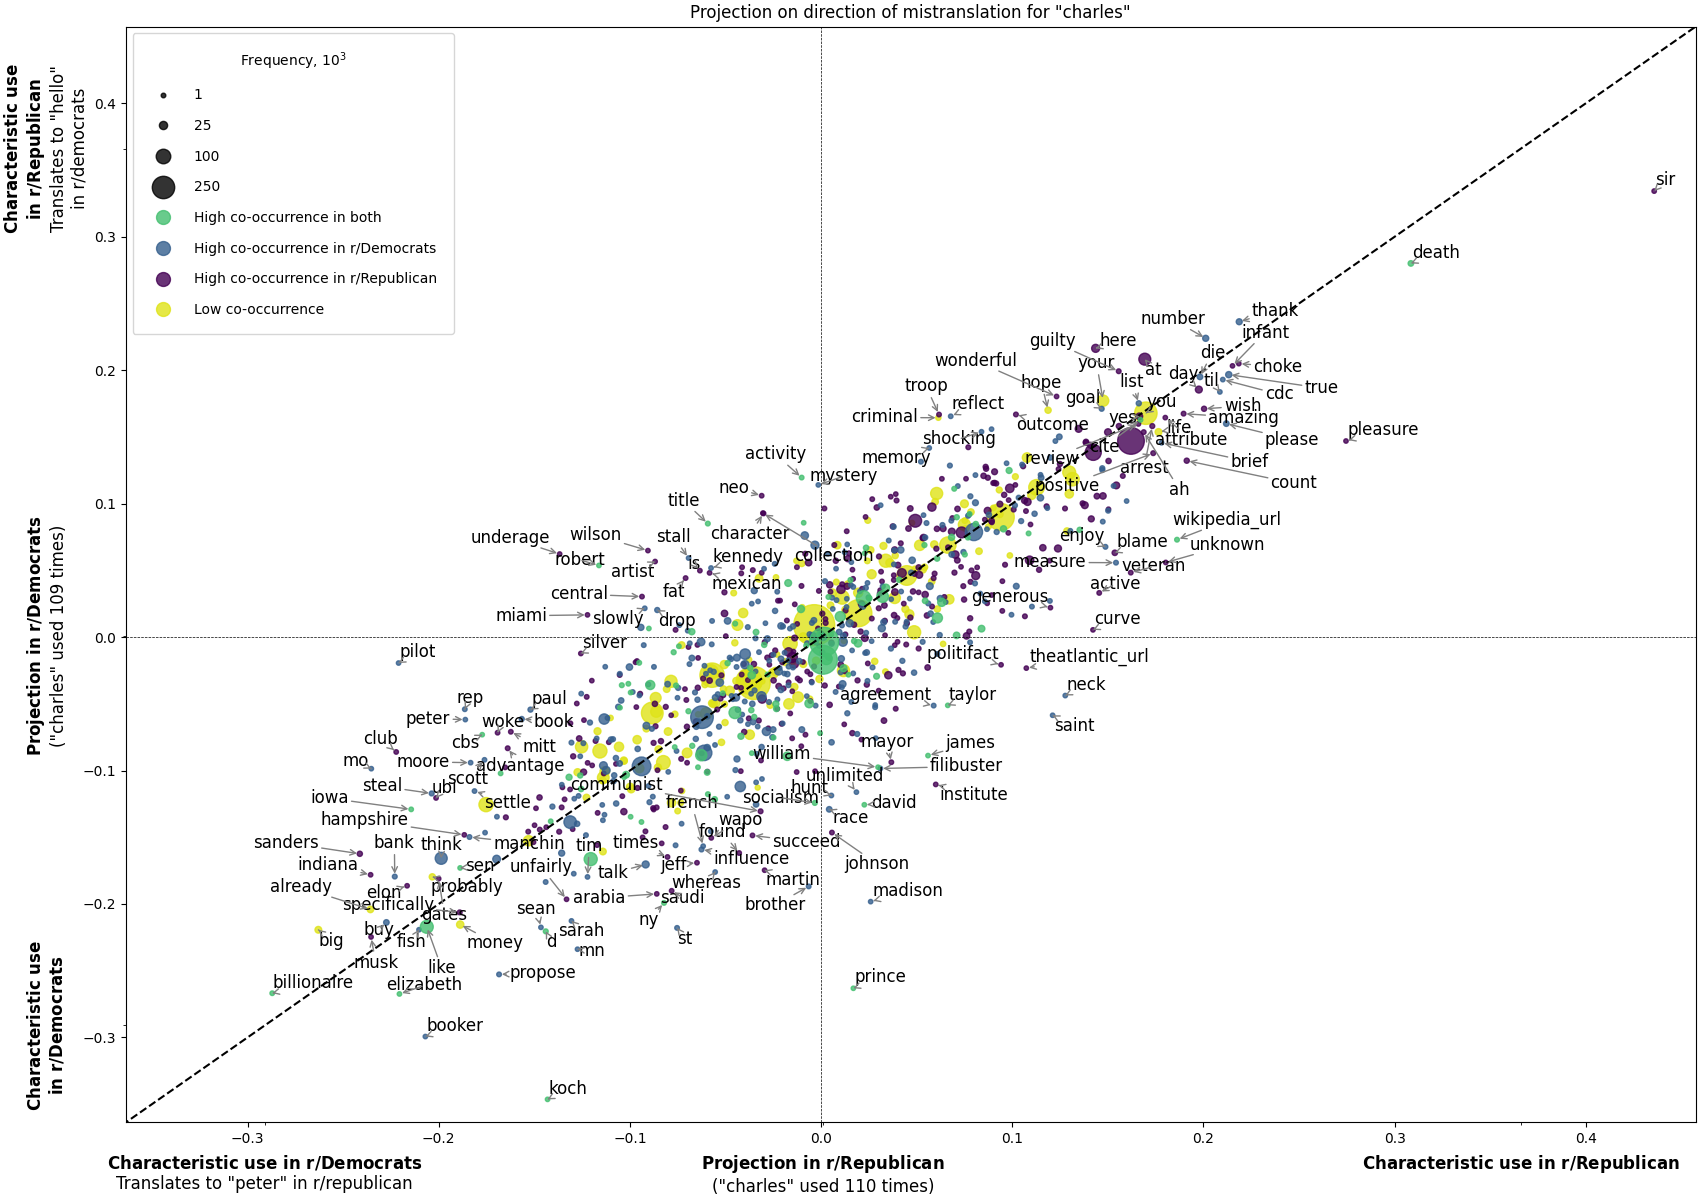 Projection on direction of mistranslation for "charles"
Frequency, 10³
1
25
100
250
High co-occurrence in both
High co-occurrence in r/Democrats
High co-occurrence in r/Republican
Low co-occurrence
Characteristic use
in r/Republican
Translates to "hello"
in r/democrats
Projection in r/Democrats
("charles" used 109 times)
Characteristic use
in r/Democrats
0.4
0.3
0.2
0.1
0.0
−0.1
−0.2
−0.3
sir
death
thank
number
infant
guilty
here
die
wonderful
your
at
choke
day
til
true
troop
hope
list
cdc
reflect
goal
you
wish
criminal
yes
amazing
outcome
life
shocking
cite
attribute
please
pleasure
memory
review
brief
arrest
count
activity
positive
ah
mystery
neo
title
character
wikipedia_url
wilson
stall
enjoy
blame
unknown
underage
robert
is
kennedy
collection
measure
veteran
artist
mexican
active
central
fat
generous
miami
slowly
drop
curve
silver
pilot
politifact
theatlantic_url
neck
rep
paul
agreement
taylor
peter
woke
book
saint
club
cbs
mitt
william
mayor
james
mo
moore
advantage
filibuster
steal
ubi
scott
communist
unlimited
iowa
settle
french
socialism
hunt
david
institute
hampshire
wapo
race
sanders
bank
think
manchin
tim
times
found
succeed
indiana
sen
unfairly
talk
jeff
influence
johnson
already
elon
probably
whereas
martin
specifically
arabia
saudi
brother
madison
gates
sean
ny
big
buy
fish
money
d
sarah
st
musk
like
mn
billionaire
elizabeth
propose
prince
booker
koch
−0.3
−0.2
−0.1
0.0
0.1
0.2
0.3
0.4
Characteristic use in r/Democrats
Translates to "peter" in r/republican
Projection in r/Republican
("charles" used 110 times)
Characteristic use in r/Republican